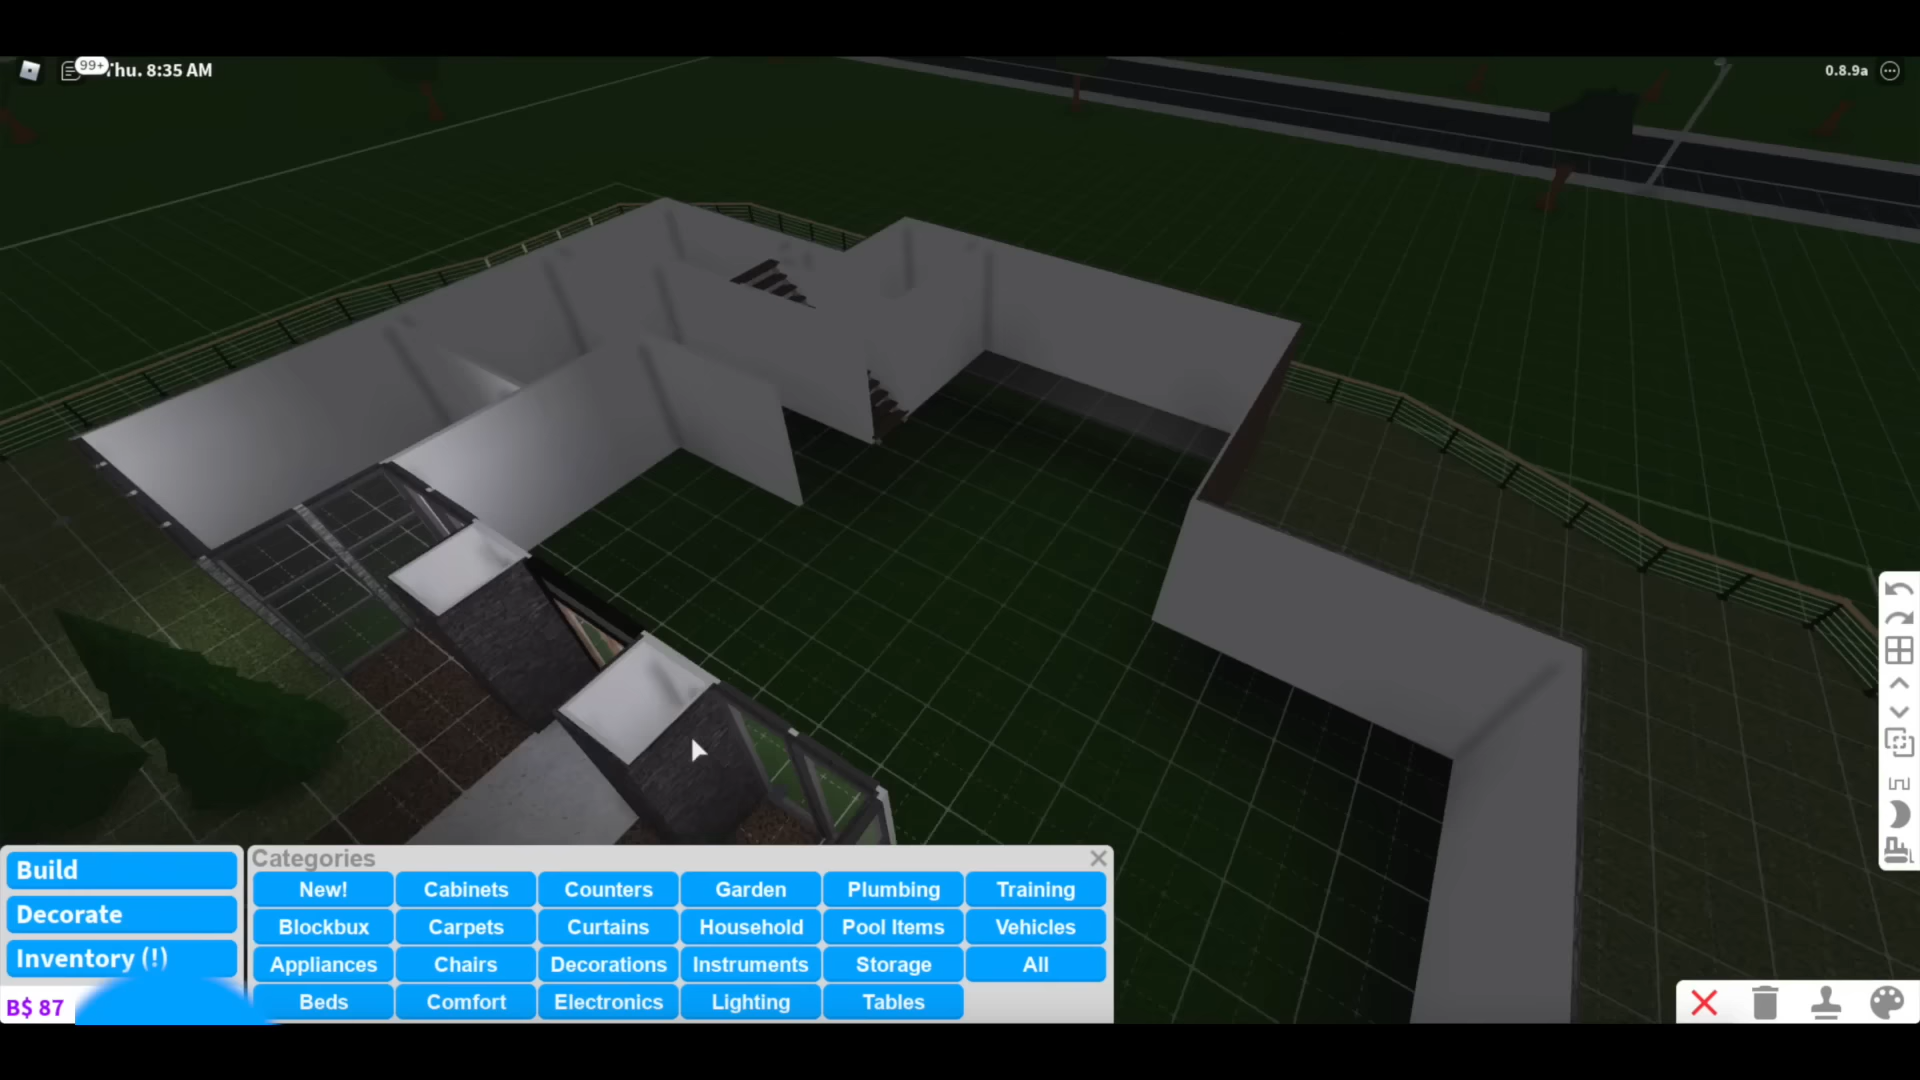 99+
Thu. 8:35 AM
0.8.9a
Build
Decorate
Inventory (!)
B$ 87
Categories
New! Cabinets Counters Garden Plumbing Training
Blockbux Carpets Curtains Household Pool Items Vehicles
Appliances Chairs Decorations Instruments Storage All
Beds Comfort Electronics Lighting Tables